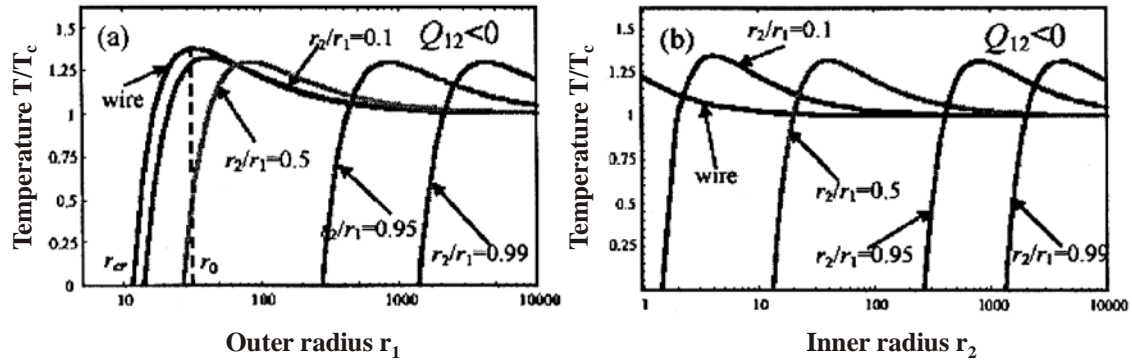 Temperature T/Tc
1.5
1.25
1
0.75
0.5
0.25
0
(a)
r2/r1=0.1
Q12<0
wire
r2/r1=0.5
r2/r1=0.95
r2/r1=0.99
rcr
r0
10
100
1000
10000
Outer radius r1
Temperature T/Tc
1.5
1.25
1
0.75
0.5
0.25
(b)
r2/r1=0.1
Q12<0
wire
r2/r1=0.5
r2/r1=0.95
r2/r1=0.99
1
10
100
1000
10000
Inner radius r2